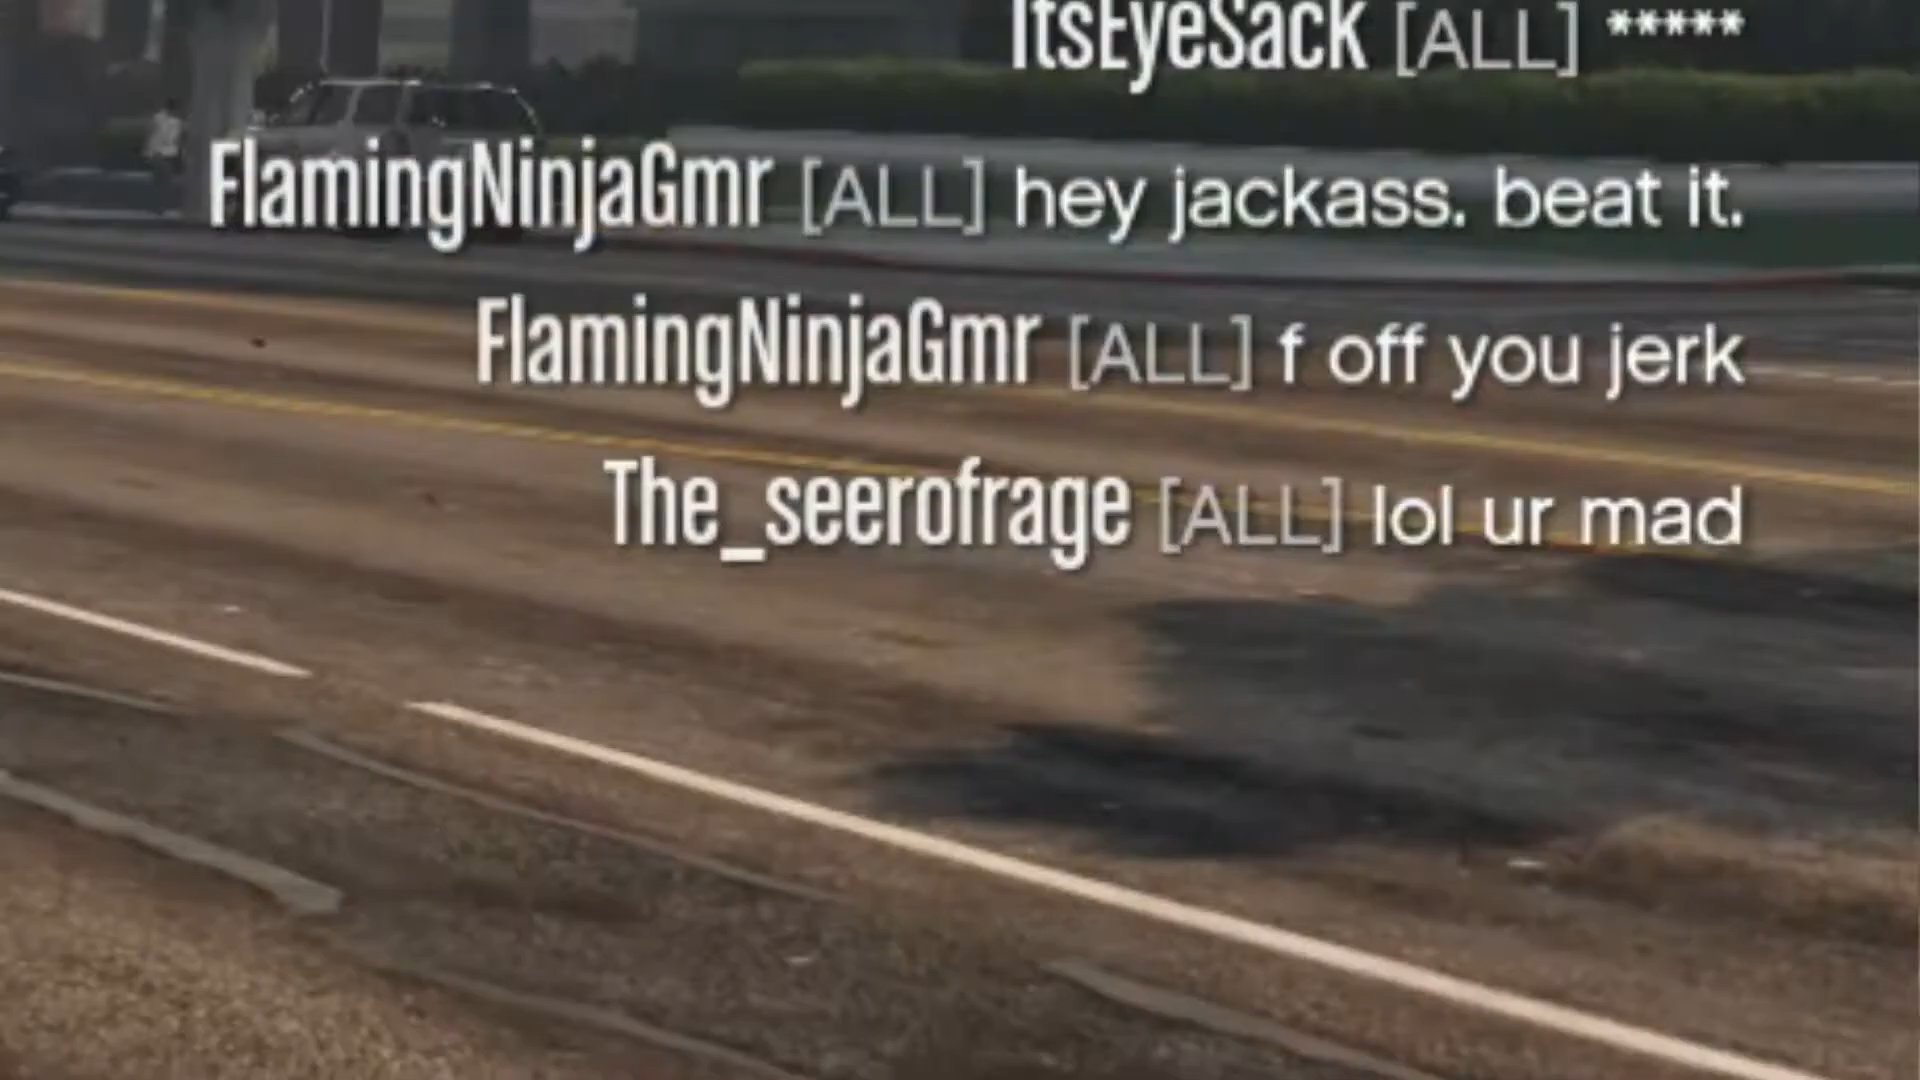 ItsEyeSack [ALL] *****
FlamingNinjaGmr [ALL] hey jackass. beat it.
FlamingNinjaGmr [ALL] f off you jerk
The_seerofrage [ALL] lol ur mad